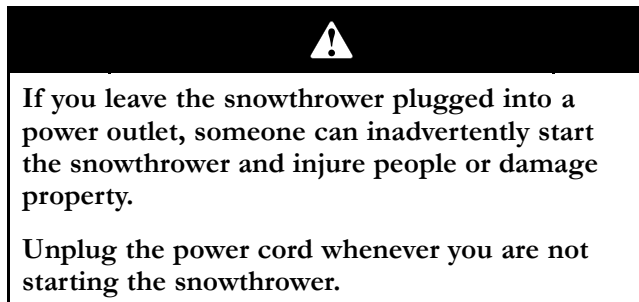 If you leave the snowthrower plugged into a
power outlet, someone can inadvertently start
the snowthrower and injure people or damage
property.
Unplug the power cord whenever you are not
starting the snowthrower.